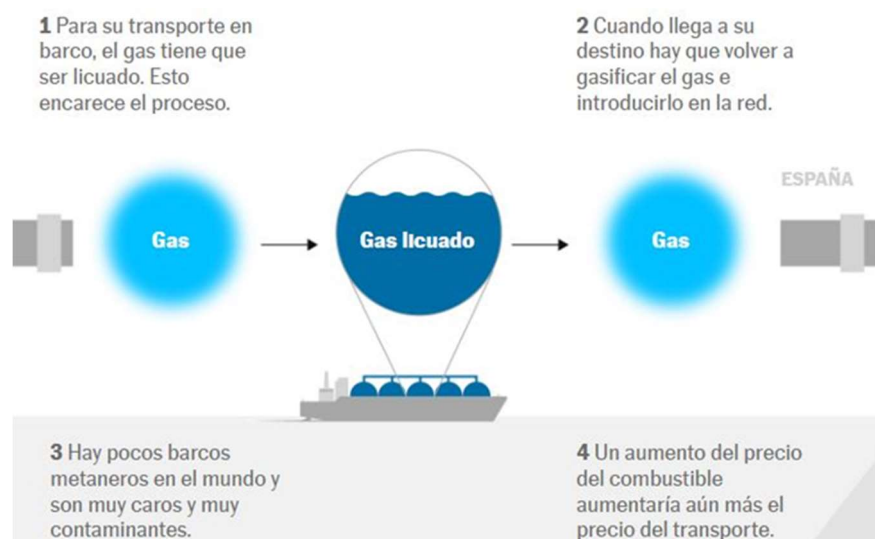 1 Para su transporte en
barco, el gas tiene que
ser licuado. Esto
encarece el proceso.
2 Cuando llega a su
destino hay que volver a
gasificar el gas e
introducirlo en la red.
ESPAÑA
Gas
Gas licuado
Gas
3 Hay pocos barcos
metaneros en el mundo y
son muy caros y muy
contaminantes.
4 Un aumento del precio
del combustible
aumentaría aún más el
precio del transporte.